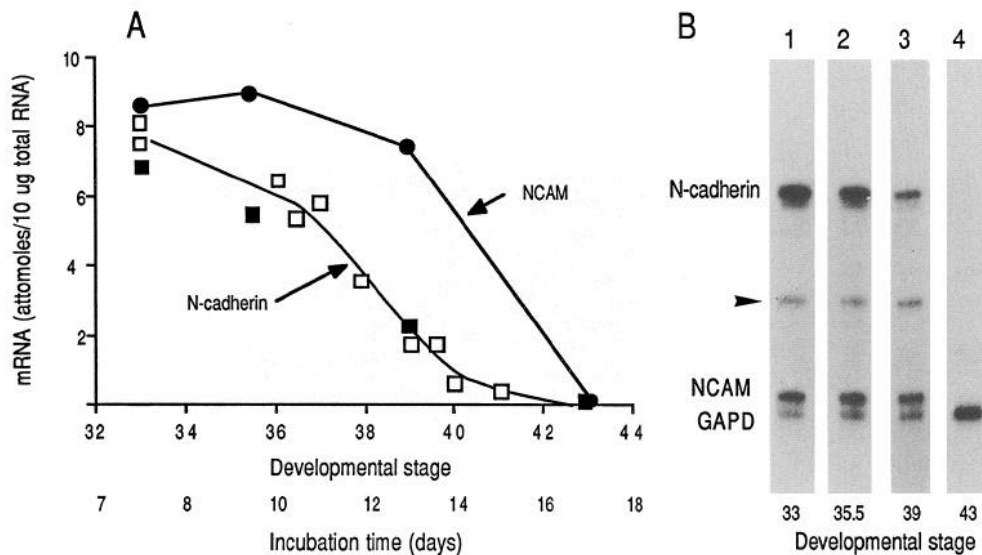 A
10
8
6
4
2
mRNA (attomoles/10 ug total RNA)
NCAM
N-cadherin
32 34 36 38 40 42 44
Developmental stage
7 8 10 12 14 16 18
Incubation time (days)
B
1 2 3 4
N-cadherin
NCAM
GAPD
33 35.5 39 43
Developmental stage